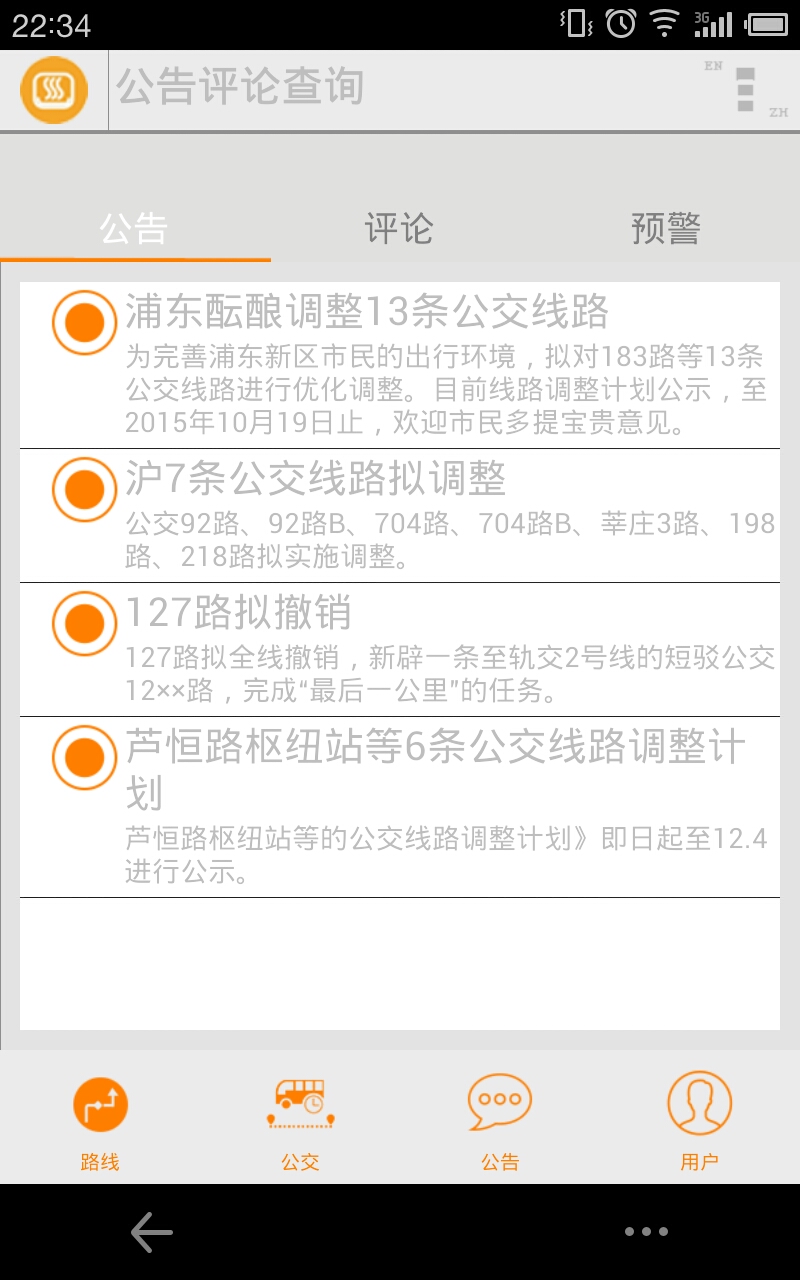 22:34
3G
公告评论查询
EN
ZH
公告
评论
预警
浦东酝酿调整13条公交线路
为完善浦东新区市民的出行环境，拟对183路等13条
公交线路进行优化调整。目前线路调整计划公示，至
2015年10月19日止，欢迎市民多提宝贵意见。
沪7条公交线路拟调整
公交92路、92路B、704路、704路B、莘庄3路、198
路、218路拟实施调整。
127路拟撤销
127路拟全线撤销，新辟一条至轨交2号线的短驳公交
12××路，完成“最后一公里”的任务。
芦恒路枢纽站等6条公交线路调整计
划
芦恒路枢纽站等的公交线路调整计划》即日起至12.4
进行公示。
路线
公交
公告
用户